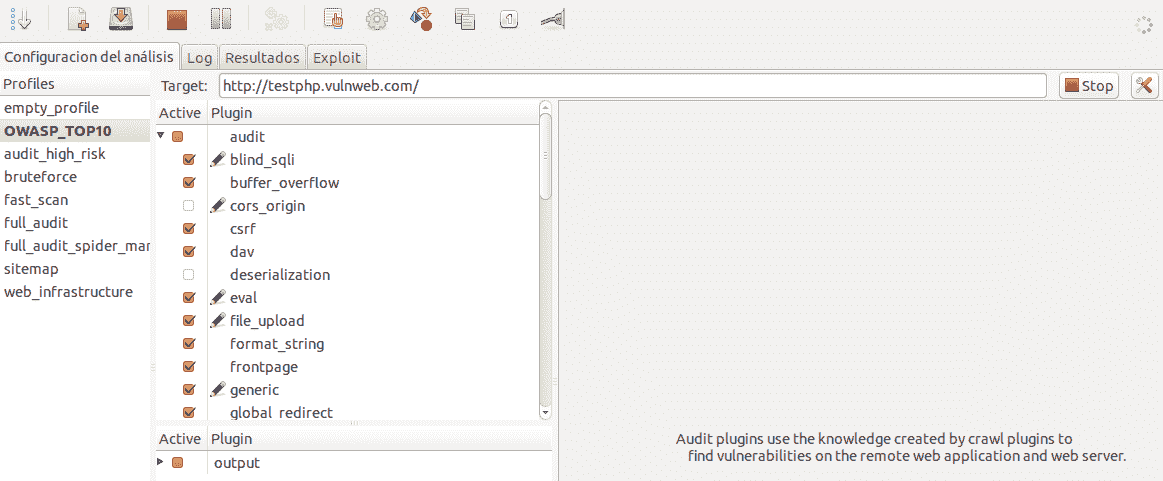 Configuracion del análisis
Log
Resultados
Exploit
Profiles
empty_profile
OWASP_TOP10
audit_high_risk
bruteforce
fast_scan
full_audit
full_audit_spider_mar
sitemap
web_infrastructure
Target:
http://testphp.vulnweb.com/
Stop
Active Plugin
audit
blind_sqli
buffer_overflow
cors_origin
csrf
dav
deserialization
eval
file_upload
format_string
frontpage
generic
global_redirect
Active Plugin
output
Audit plugins use the knowledge created by crawl plugins to
find vulnerabilities on the remote web application and web server.